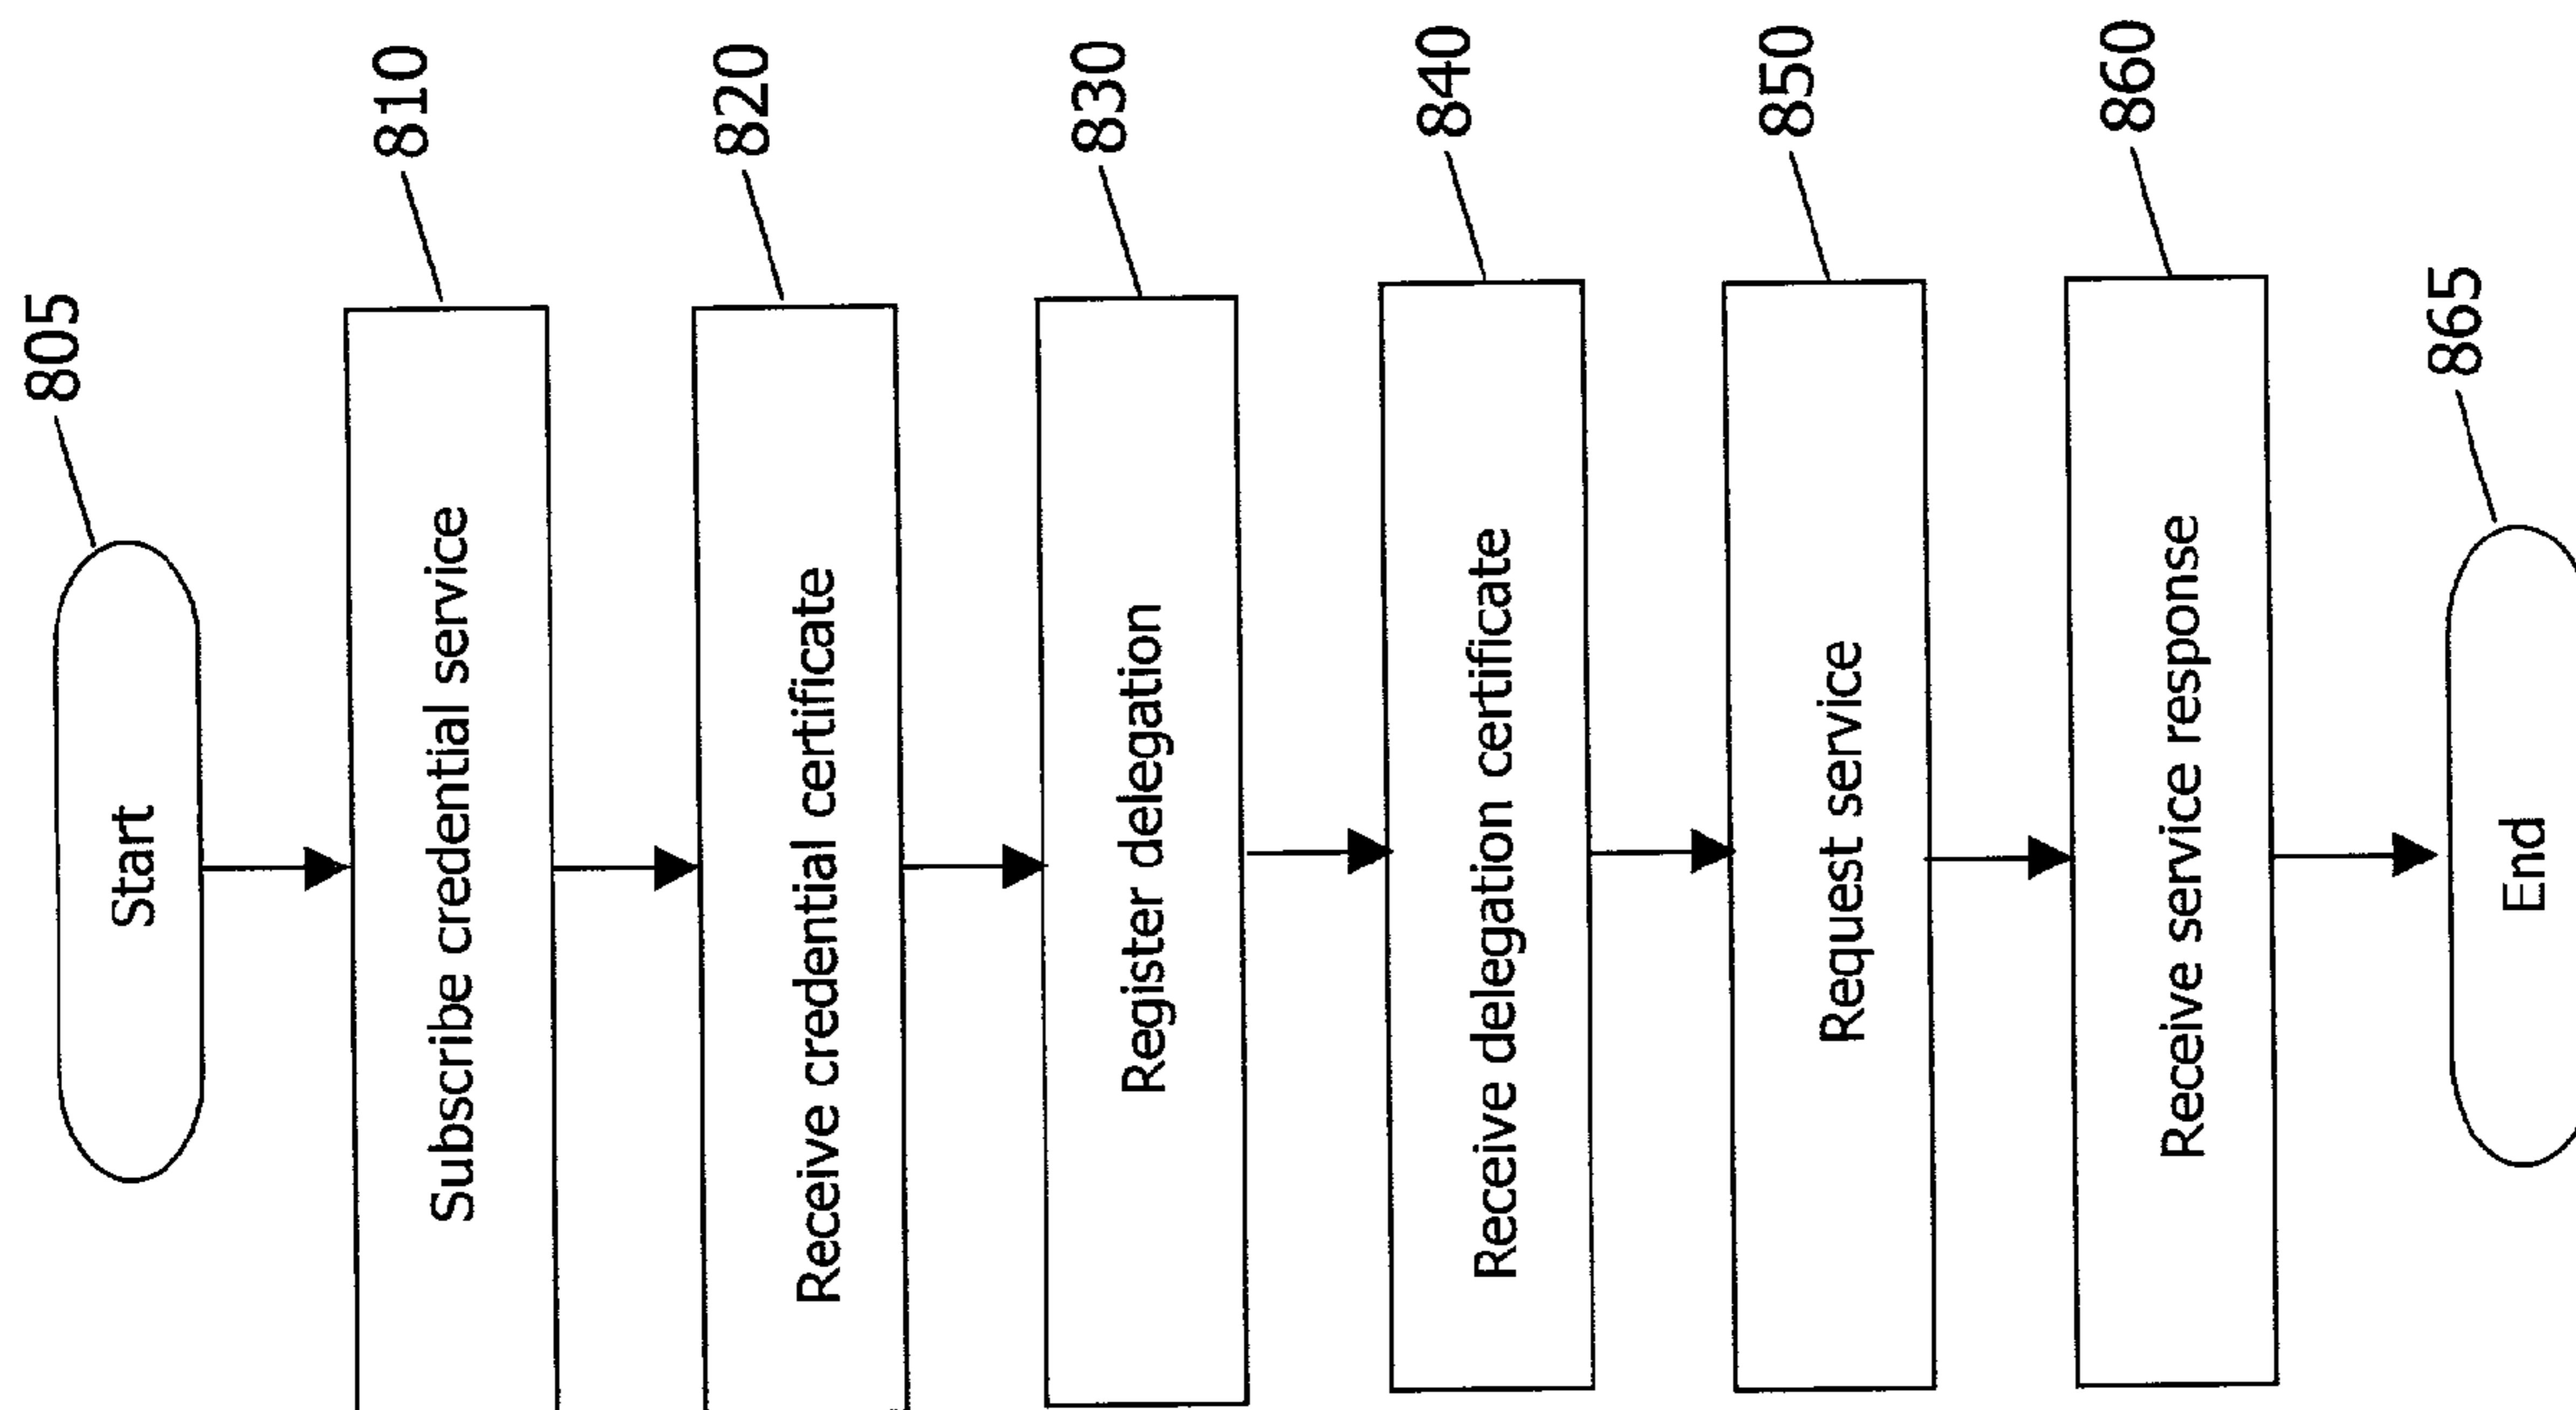 Start
805
Subscribe credential service
810
Receive credential certificate
820
Register delegation
830
Receive delegation certificate
840
Request service
850
Receive service response
860
End
865